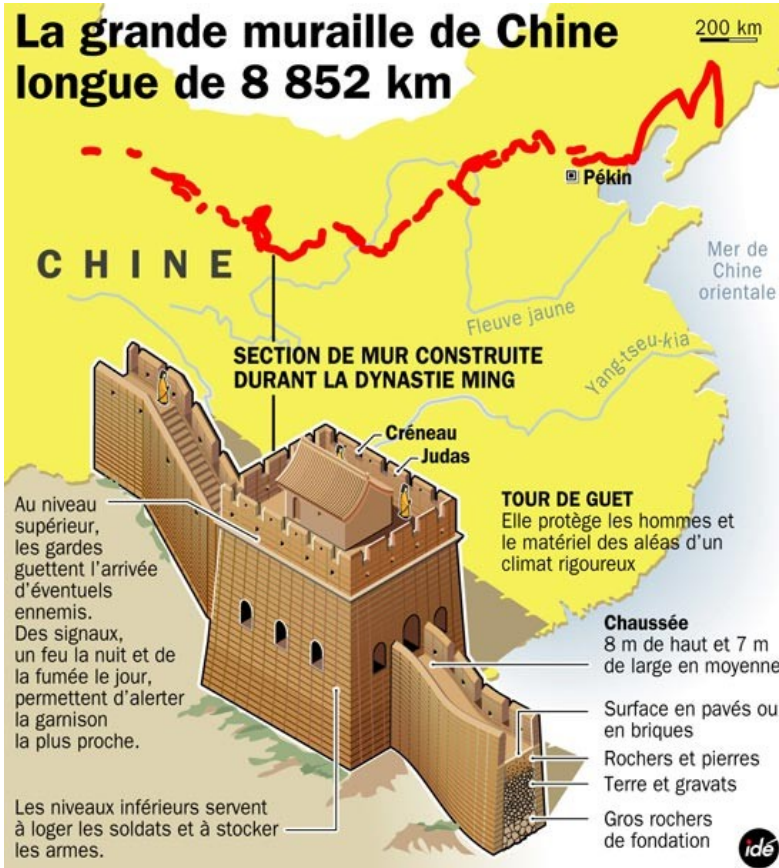 La grande muraille de Chine
longue de 8 852 km
200 km
Pékin
CHINE
Mer de
Chine
orientale
Fleuve jaune
Yang-tseu-kia
SECTION DE MUR CONSTRUITE
DURANT LA DYNASTIE MING
Créneau
Judas
Au niveau
supérieur,
les gardes
guettent l'arrivée
d'éventuels
ennemis.
Des signaux,
un feu la nuit et de
la fumée le jour,
permettent d'alerter
la garnison
la plus proche.
TOUR DE GUET
Elle protège les hommes et
le matériel des aléas d'un
climat rigoureux
Chaussée
8 m de haut et 7 m
de large en moyenne
Surface en pavés ou
en briques
Rochers et pierres
Terre et gravats
Gros rochers
de fondation
Les niveaux inférieurs servent
à loger les soldats et à stocker
les armes.
idé